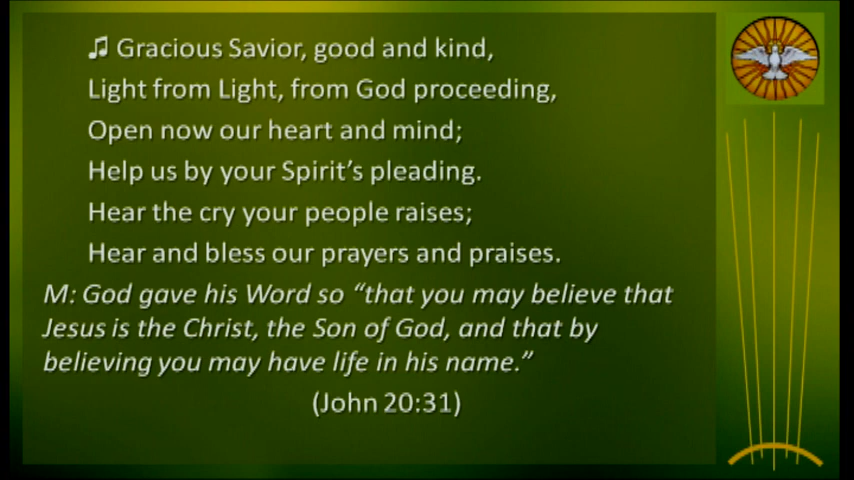 ♫ Gracious Savior, good and kind,
Light from Light, from God proceeding,
Open now our heart and mind;
Help us by your Spirit’s pleading.
Hear the cry your people raises;
Hear and bless our prayers and praises.
M: God gave his Word so “that you may believe that
Jesus is the Christ, the Son of God, and that by
believing you may have life in his name.”
(John 20:31)